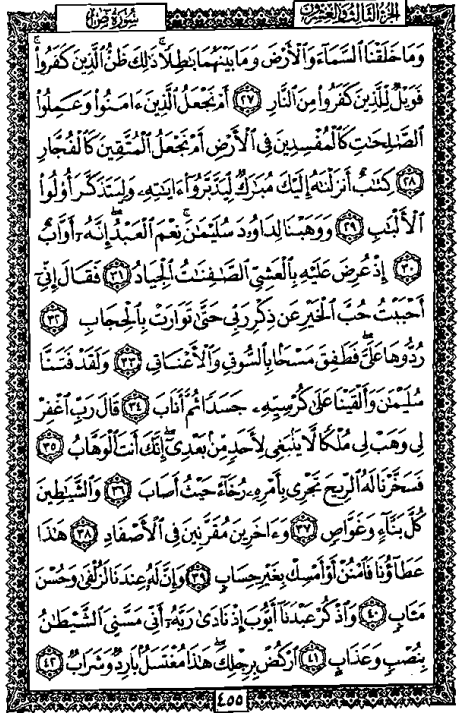 الجزء الثالث والعشرون
سورة ص
وَمَا خَلَقْنَا ٱلسَّمَآءَ وَٱلْأَرْضَ وَمَا بَيْنَهُمَا بَٰطِلًا ۚ ذَٰلِكَ ظَنُّ ٱلَّذِينَ كَفَرُوا۟ ۚ
فَوَيْلٌ لِّلَّذِينَ كَفَرُوا۟ مِنَ ٱلنَّارِ ٢٧ أَمْ نَجْعَلُ ٱلَّذِينَ ءَامَنُوا۟ وَعَمِلُوا۟
ٱلصَّٰلِحَٰتِ كَٱلْمُفْسِدِينَ فِى ٱلْأَرْضِ أَمْ نَجْعَلُ ٱلْمُتَّقِينَ كَٱلْفُجَّارِ
٢٨ كِتَٰبٌ أَنزَلْنَٰهُ إِلَيْكَ مُبَٰرَكٌ لِّيَدَّبَّرُوٓا۟ ءَايَٰتِهِۦ وَلِيَتَذَكَّرَ أُو۟لُوا۟
ٱلْأَلْبَٰبِ ٢٩ وَوَهَبْنَا لِدَاوُۥدَ سُلَيْمَٰنَ ۚ نِعْمَ ٱلْعَبْدُ ۖ إِنَّهُۥٓ أَوَّابٌ
٣٠ إِذْ عُرِضَ عَلَيْهِ بِٱلْعَشِىِّ ٱلصَّٰفِنَٰتُ ٱلْجِيَادُ ٣١ فَقَالَ إِنِّىٓ
أَحْبَبْتُ حُبَّ ٱلْخَيْرِ عَن ذِكْرِ رَبِّى حَتَّىٰ تَوَارَتْ بِٱلْحِجَابِ ٣٢
رُدُّوهَا عَلَىَّ ۖ فَطَفِقَ مَسْحًۢا بِٱلسُّوقِ وَٱلْأَعْنَاقِ ٣٣ وَلَقَدْ فَتَنَّا
سُلَيْمَٰنَ وَأَلْقَيْنَا عَلَىٰ كُرْسِيِّهِۦ جَسَدًا ثُمَّ أَنَابَ ٣٤ قَالَ رَبِّ ٱغْفِرْ
لِى وَهَبْ لِى مُلْكًا لَّا يَنۢبَغِى لِأَحَدٍ مِّنۢ بَعْدِىٓ ۖ إِنَّكَ أَنتَ ٱلْوَهَّابُ ٣٥
فَسَخَّرْنَا لَهُ ٱلرِّيحَ تَجْرِى بِأَمْرِهِۦ رُخَآءً حَيْثُ أَصَابَ ٣٦ وَٱلشَّيَٰطِينَ
كُلَّ بَنَّآءٍ وَغَوَّاصٍ ٣٧ وَءَاخَرِينَ مُقَرَّنِينَ فِى ٱلْأَصْفَادِ ٣٨ هَٰذَا
عَطَآؤُنَا فَٱمْنُنْ أَوْ أَمْسِكْ بِغَيْرِ حِسَابٍ ٣٩ وَإِنَّ لَهُۥ عِندَنَا لَزُلْفَىٰ وَحُسْنَ
مَـَٔابٍ ٤٠ وَٱذْكُرْ عَبْدَنَآ أَيُّوبَ إِذْ نَادَىٰ رَبَّهُۥٓ أَنِّى مَسَّنِىَ ٱلشَّيْطَٰنُ
بِنُصْبٍ وَعَذَابٍ ٤١ ٱرْكُضْ بِرِجْلِكَ ۖ هَٰذَا مُغْتَسَلٌۢ بَارِدٌ وَشَرَابٌ ٤٢
٤٥٥